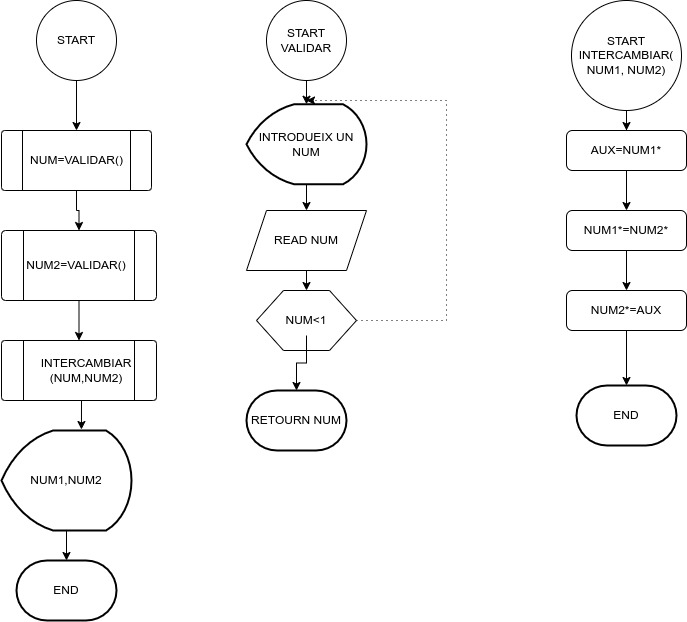 START
NUM=VALIDAR()
NUM2=VALIDAR()
INTERCAMBIAR
(NUM,NUM2)
NUM1,NUM2
END
START
VALIDAR
INTRODUEIX UN
NUM
READ NUM
NUM<1
RETOURN NUM
START
INTERCAMBIAR(
NUM1, NUM2)
AUX=NUM1*
NUM1*=NUM2*
NUM2*=AUX
END